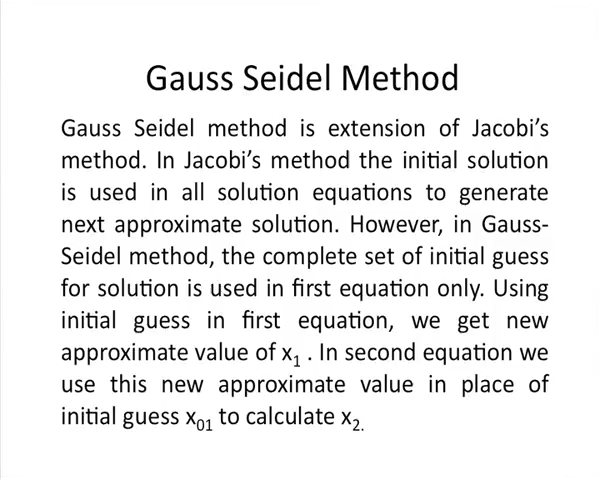 Gauss Seidel Method
Gauss Seidel method is extension of Jacobi’s
method. In Jacobi’s method the initial solution
is used in all solution equations to generate
next approximate solution. However, in Gauss-
Seidel method, the complete set of initial guess
for solution is used in first equation only. Using
initial guess in first equation, we get new
approximate value of x₁ . In second equation we
use this new approximate value in place of
initial guess x₀₁ to calculate x₂.